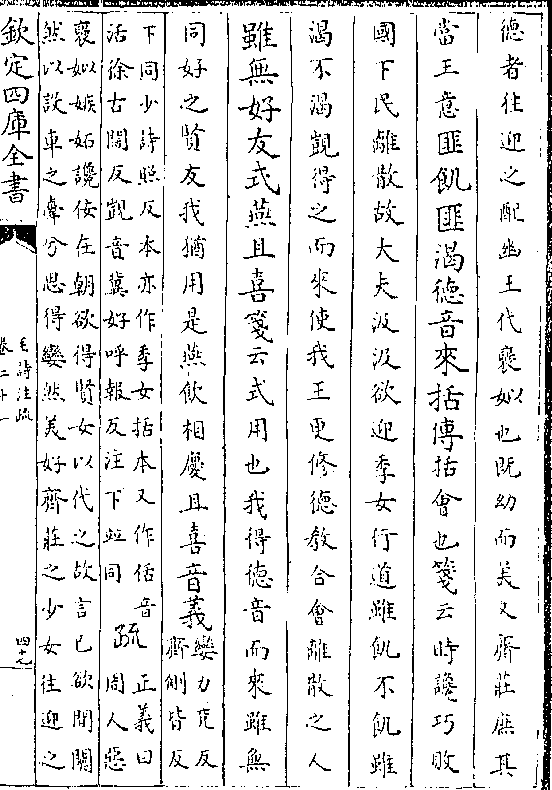 德者往迎之配幽王代褒姒也既幼而美又齊莊庶其
當王意匪飢匪渴德音來括傳括會也箋云時讒巧敗
國下民離散故大夫汲汲欲迎季女行道雖飢不飢雖
渴不渴覬得之而來使我王更修德教合會離散之人
雖無好友式燕且喜箋云式用也我得德音而來雖無
同好之賢友我猶用是燕飲相慶且喜音義孌力兗反
齊側皆反
下同少詩照反本亦作季女括本又作佸音
活徐古闊反覬音冀好呼報反注下並同
疏正義曰
周人惡
褒姒嫉妬讒佞在朝欲得賢女以代之故言已欲間關
然以設車之舝兮思得孌然美好齊莊之少女往迎之
欽定四庫全書
毛詩注疏
卷二十一
四十九